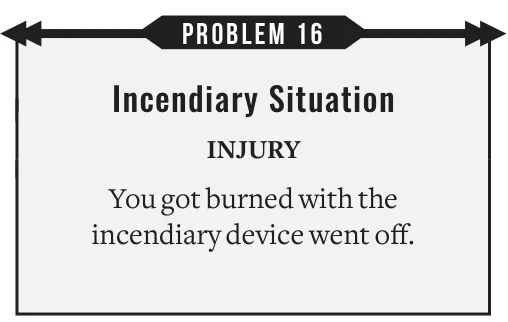 PROBLEM 16
Incendiary Situation
INJURY
You got burned with the
incendiary device went off.